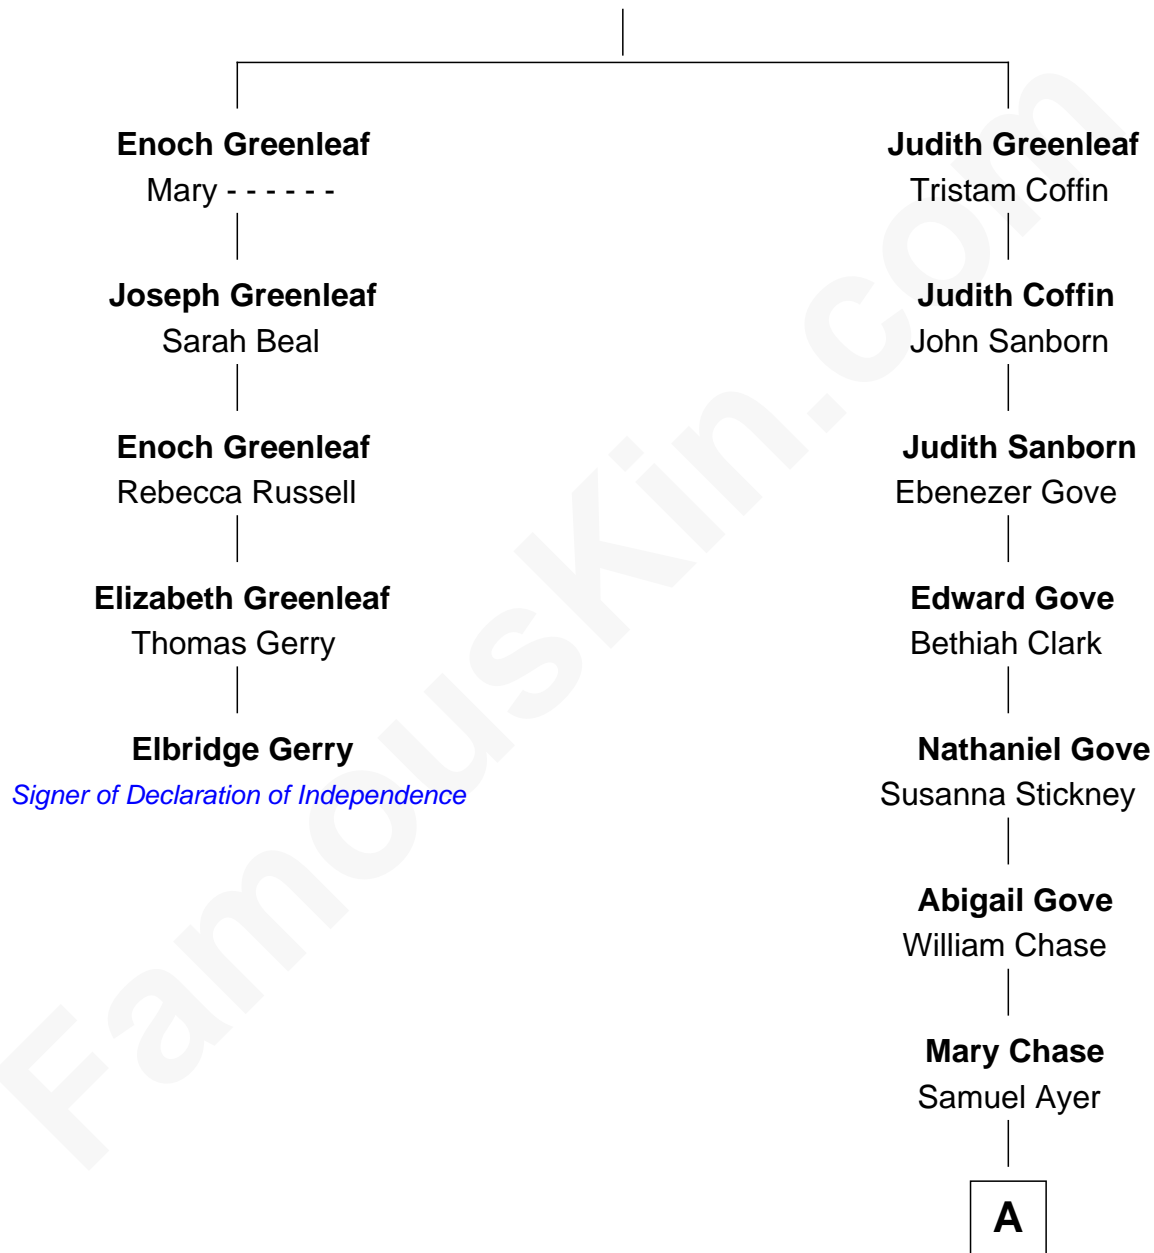 Enoch Greenleaf
Mary - - - - - -
Joseph Greenleaf
Sarah Beal
Enoch Greenleaf
Rebecca Russell
Elizabeth Greenleaf
Thomas Gerry
Elbridge Gerry
Signer of Declaration of Independence
Judith Greenleaf
Tristam Coffin
Judith Coffin
John Sanborn
Judith Sanborn
Ebenezer Gove
Edward Gove
Bethiah Clark
Nathaniel Gove
Susanna Stickney
Abigail Gove
William Chase
Mary Chase
Samuel Ayer
A
FamousKin.com